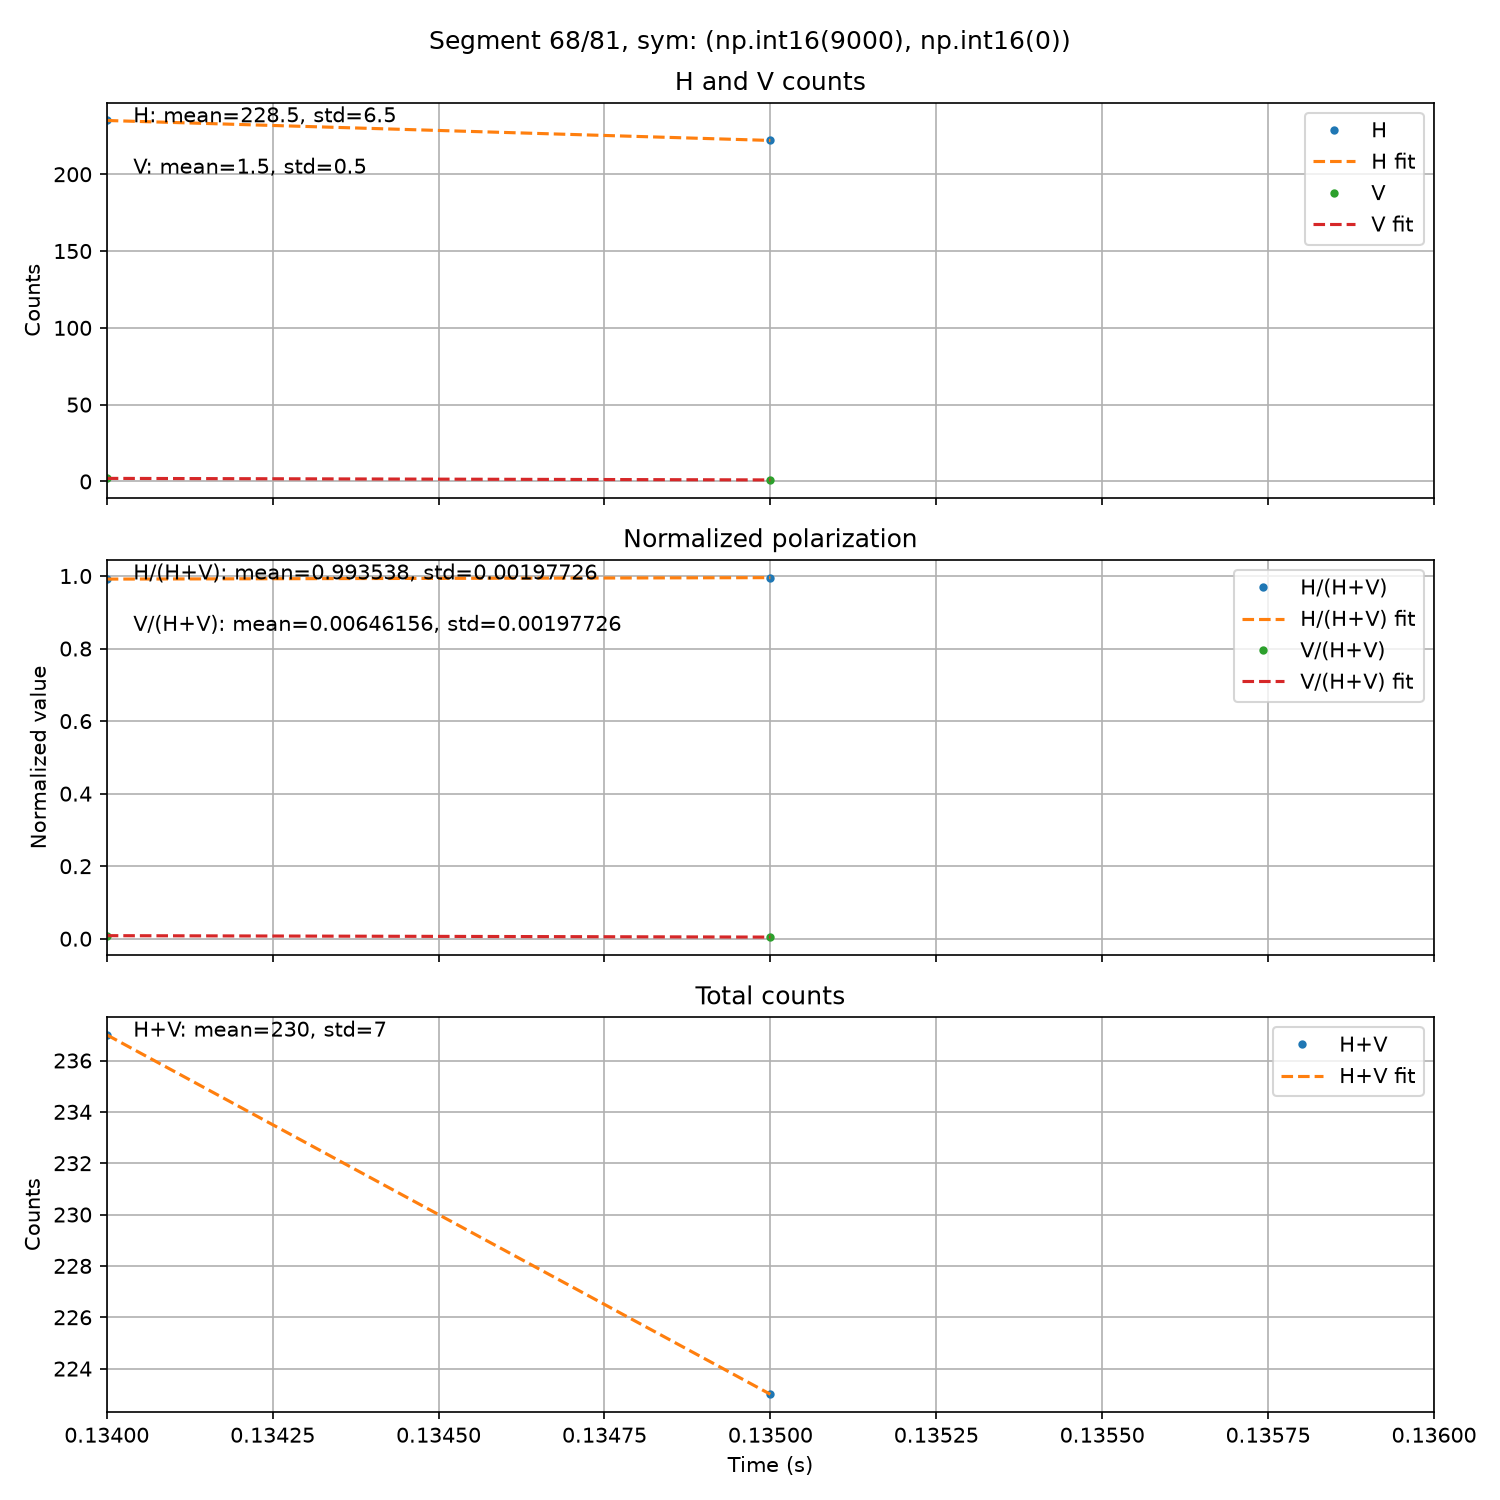 Segment 68/81, sym: (np.int16(9000), np.int16(0))
H and V counts
H: mean=228.5, std=6.5
V: mean=1.5, std=0.5
H
H fit
V
V fit
200
150
100
50
0
Counts
Normalized polarization
H/(H+V): mean=0.993538, std=0.00197726
V/(H+V): mean=0.00646156, std=0.00197726
H/(H+V)
H/(H+V) fit
V/(H+V)
V/(H+V) fit
1.0
0.8
0.6
0.4
0.2
0.0
Normalized value
Total counts
H+V: mean=230, std=7
H+V
H+V fit
236
234
232
230
228
226
224
Counts
0.13400 0.13425 0.13450 0.13475 0.13500 0.13525 0.13550 0.13575 0.13600
Time (s)